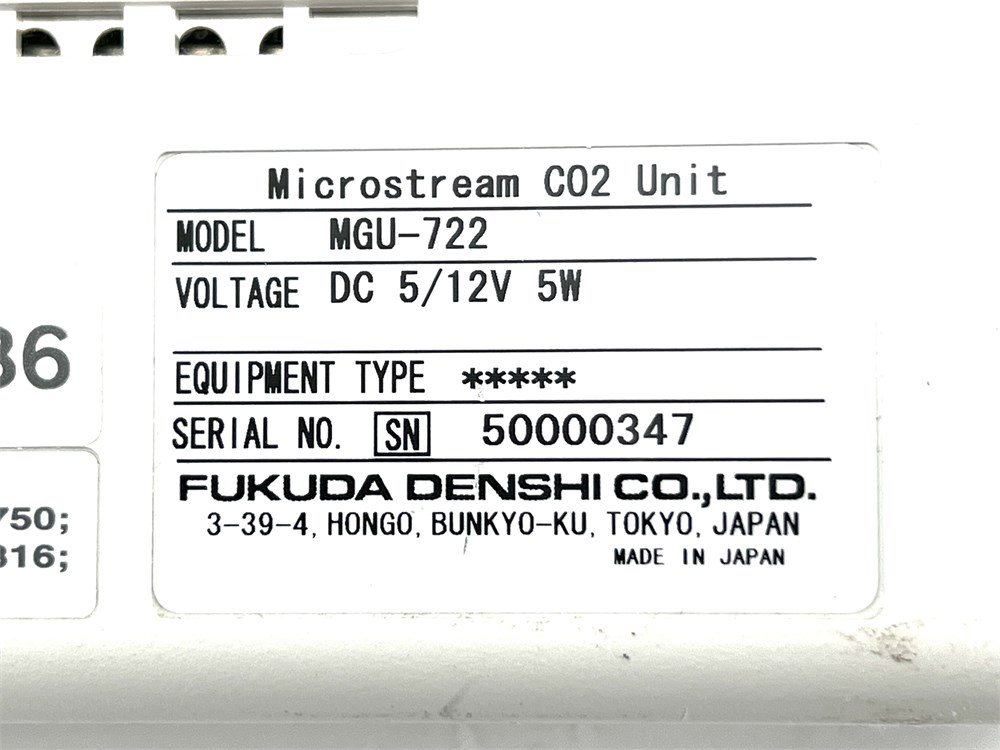 Microstream CO2 Unit
MODEL MGU-722
VOLTAGE DC 5/12V 5W
EQUIPMENT TYPE *****
SERIAL NO. SN 50000347
FUKUDA DENSHI CO.,LTD.
3-39-4, HONGO, BUNKYO-KU, TOKYO, JAPAN
MADE IN JAPAN